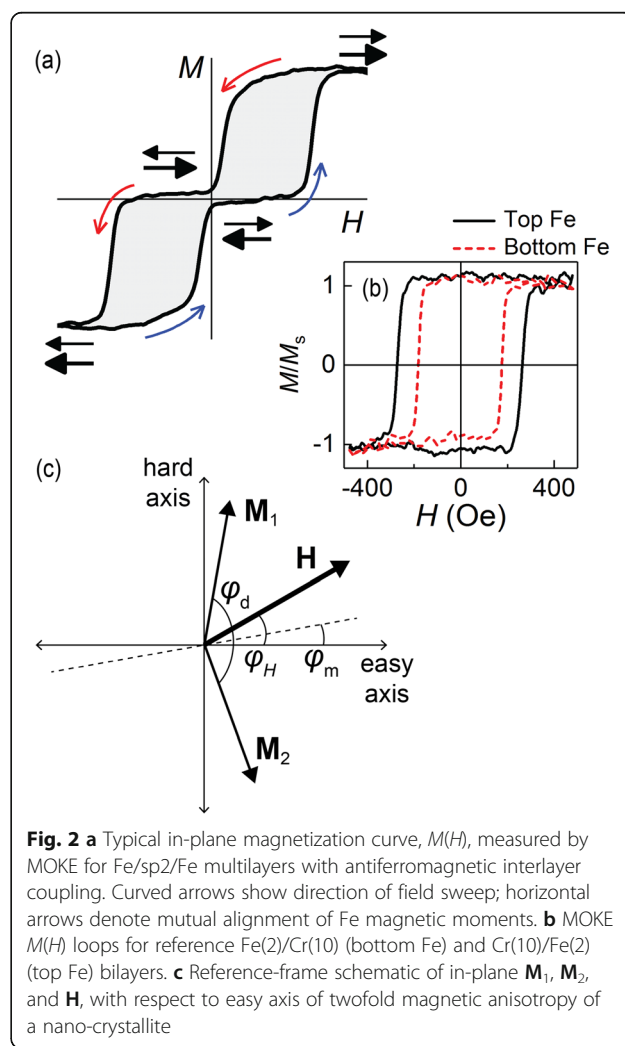 (a)
M
H
Top Fe
Bottom Fe
(b)
M/Ms
1
0
-1
-400
0
400
H (Oe)
(c)
hard
axis
M1
H
φd
φH
φm
easy
axis
M2
Fig. 2 a Typical in-plane magnetization curve, M(H), measured by
MOKE for Fe/sp2/Fe multilayers with antiferromagnetic interlayer
coupling. Curved arrows show direction of field sweep; horizontal
arrows denote mutual alignment of Fe magnetic moments. b MOKE
M(H) loops for reference Fe(2)/Cr(10) (bottom Fe) and Cr(10)/Fe(2)
(top Fe) bilayers. c Reference-frame schematic of in-plane M1, M2,
and H, with respect to easy axis of twofold magnetic anisotropy of
a nano-crystallite